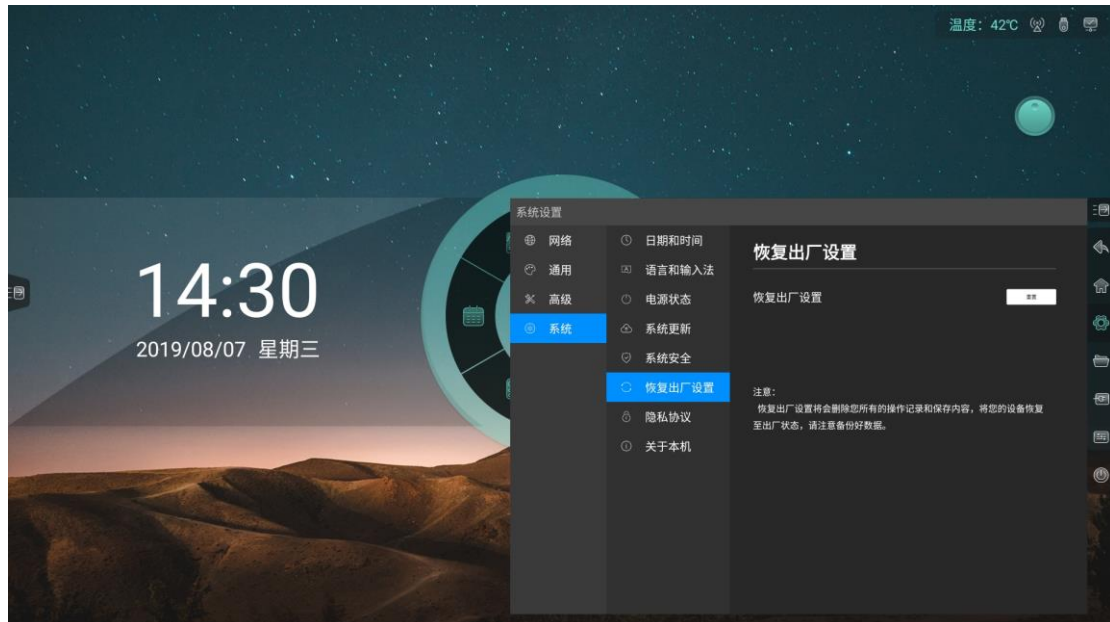 温度：42℃
系统设置
网络
通用
高级
系统
日期和时间
语言和输入法
电源状态
系统更新
系统安全
恢复出厂设置
隐私协议
关于本机
恢复出厂设置
恢复出厂设置
注意：
恢复出厂设置将会删除您所有的操作记录和保存内容，将您的设备恢复
至出厂状态，请注意备份好数据。
14:30
2019/08/07 星期三